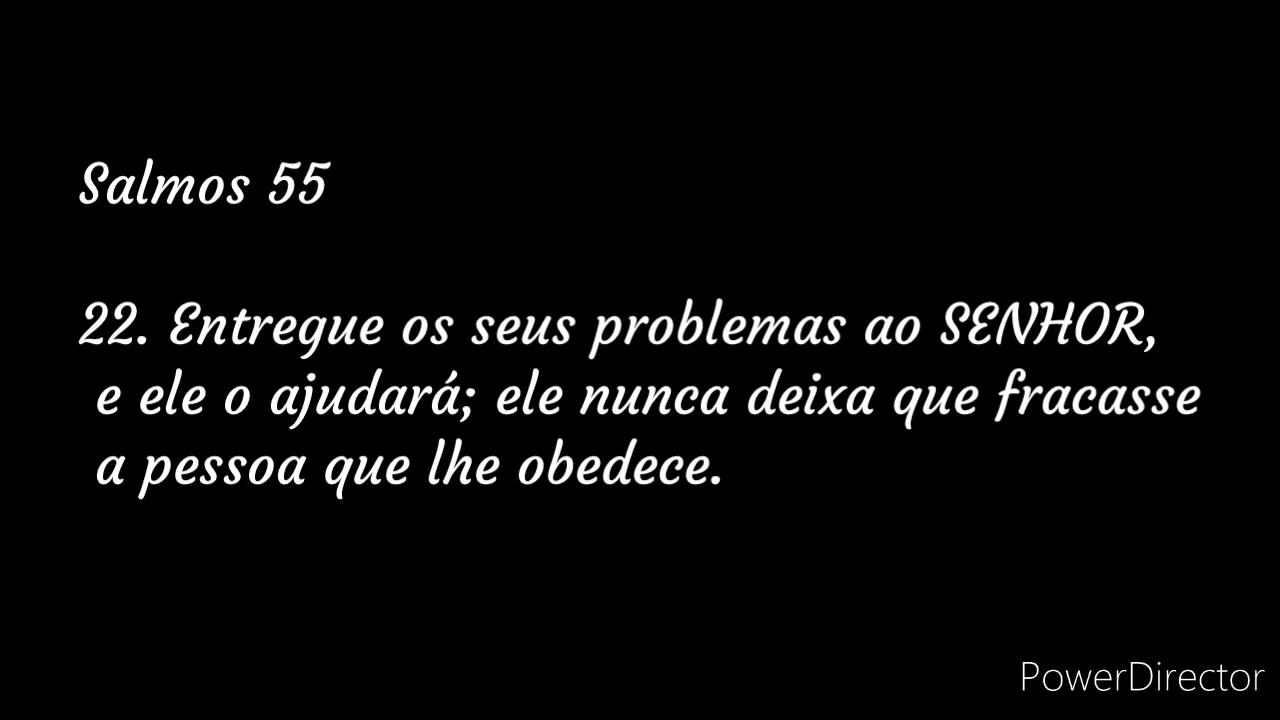 Salmos 55
22. Entregue os seus problemas ao SENHOR,
e ele o ajudará; ele nunca deixa que fracasse
a pessoa que lhe obedece.
PowerDirector